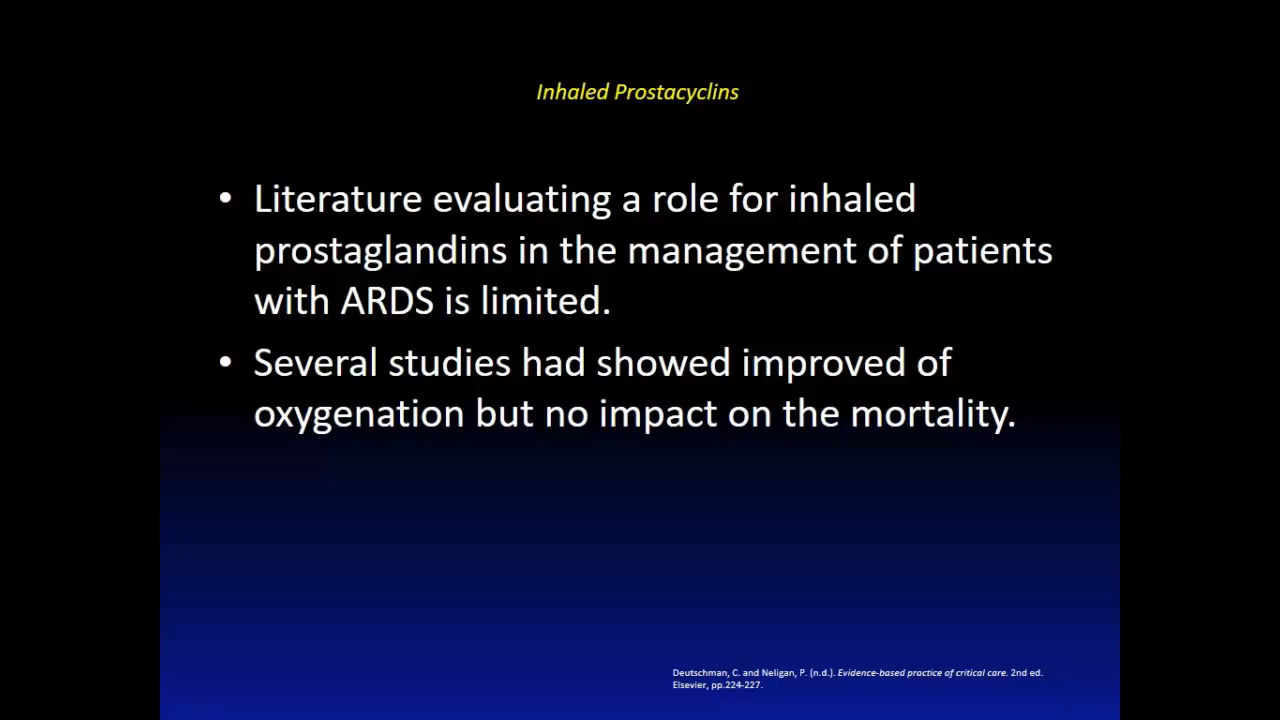 Inhaled Prostacyclins
• Literature evaluating a role for inhaled
prostaglandins in the management of patients
with ARDS is limited.
• Several studies had showed improved of
oxygenation but no impact on the mortality.
Deutschman, C. and Neligan, P. (n.d.). Evidence-based practice of critical care. 2nd ed.
Elsevier, pp.224-227.